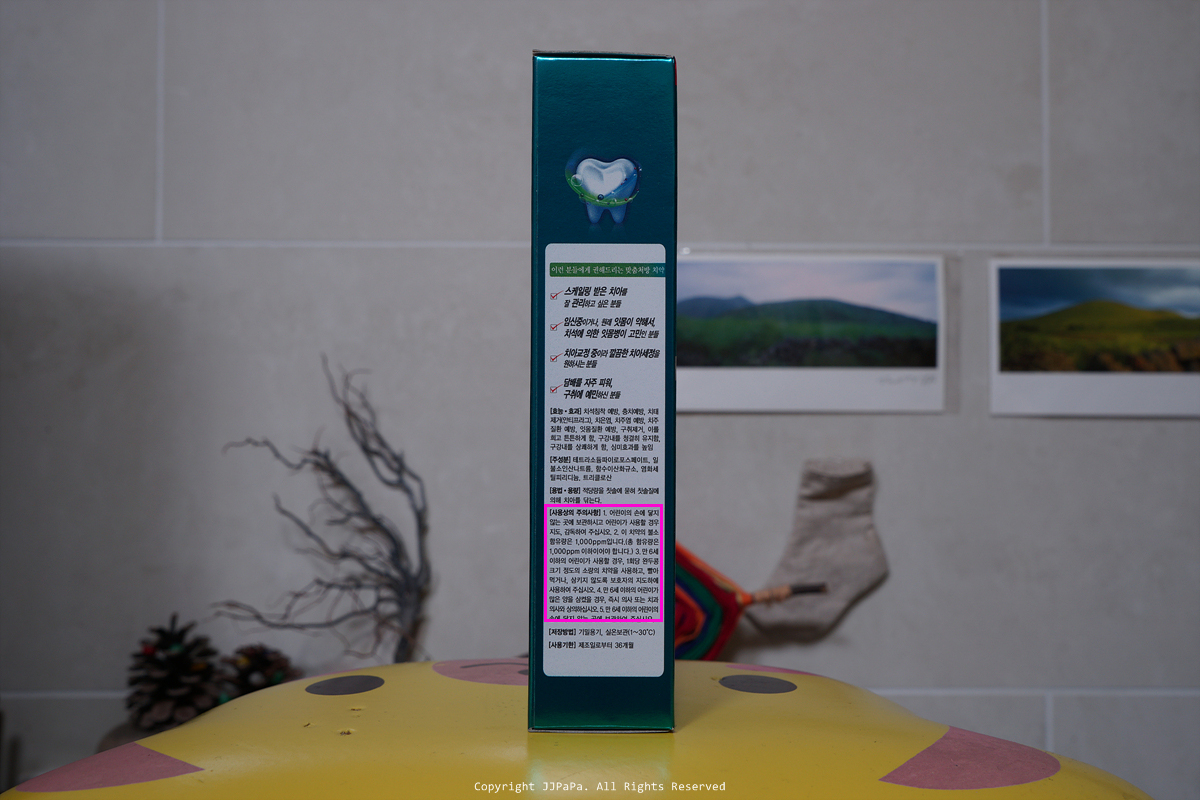 이런 분들에게 권해드리는 맞춤처방 치약
스케일링 받은 치아를
잘 관리하고 싶은 분들
임신중이거나, 원래 잇몸이 약해서,
치석에 의한 잇몸병이 고민인 분들
치아교정 중이라 깔끔한 치아세정을
원하시는 분들
담배를 자주 피워,
구취에 예민하신 분들
[효능•효과] 치석침착 예방, 충치예방, 치태
제거(안티프라그), 치은염, 치주염 예방, 치주
질환 예방, 잇몸질환 예방, 구취제거, 이를
희고 튼튼하게 함, 구강내를 청결히 유지함,
구강내를 상쾌하게 함, 심미효과를 높임
[주성분] 테트라소듐파이로포스페이트, 일
불소인산나트륨, 함수이산화규소, 염화세
틸피리디늄, 트리클로산
[용법•용량] 적당량을 칫솔에 묻혀 칫솔질에
의해 치아를 닦는다.
[사용상의 주의사항] 1. 어린이의 손에 닿지
않는 곳에 보관하시고 어린이가 사용할 경우
지도, 감독하여 주십시오. 2. 이 치약의 불소
함유량은 1,000ppm입니다.(총 함유량은
1,000ppm 이하이어야 합니다.) 3. 만 6세
이하의 어린이가 사용할 경우, 1회당 완두콩
크기 정도의 소량의 치약을 사용하고, 빨아
먹거나, 삼키지 않도록 보호자의 지도하에
사용하여 주십시오. 4. 만 6세 이하의 어린이가
많은 양을 삼켰을 경우, 즉시 의사 또는 치과
의사와 상의하십시오. 5. 만 6세 이하의 어린이의
손에 닿지 않는 곳에 보관하여 주십시오.
[저장방법] 기밀용기, 실온보관(1~30℃)
[사용기한] 제조일로부터 36개월
Copyright JJPaPa. All Rights Reserved